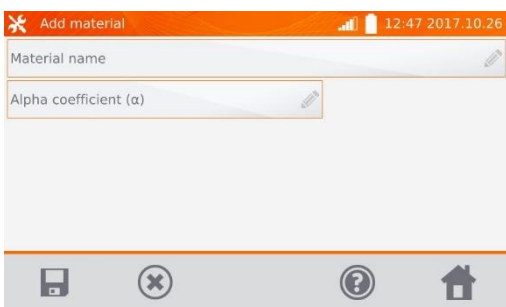 Add material 12:47 2017.10.26
Material name
Alpha coefficient (α)